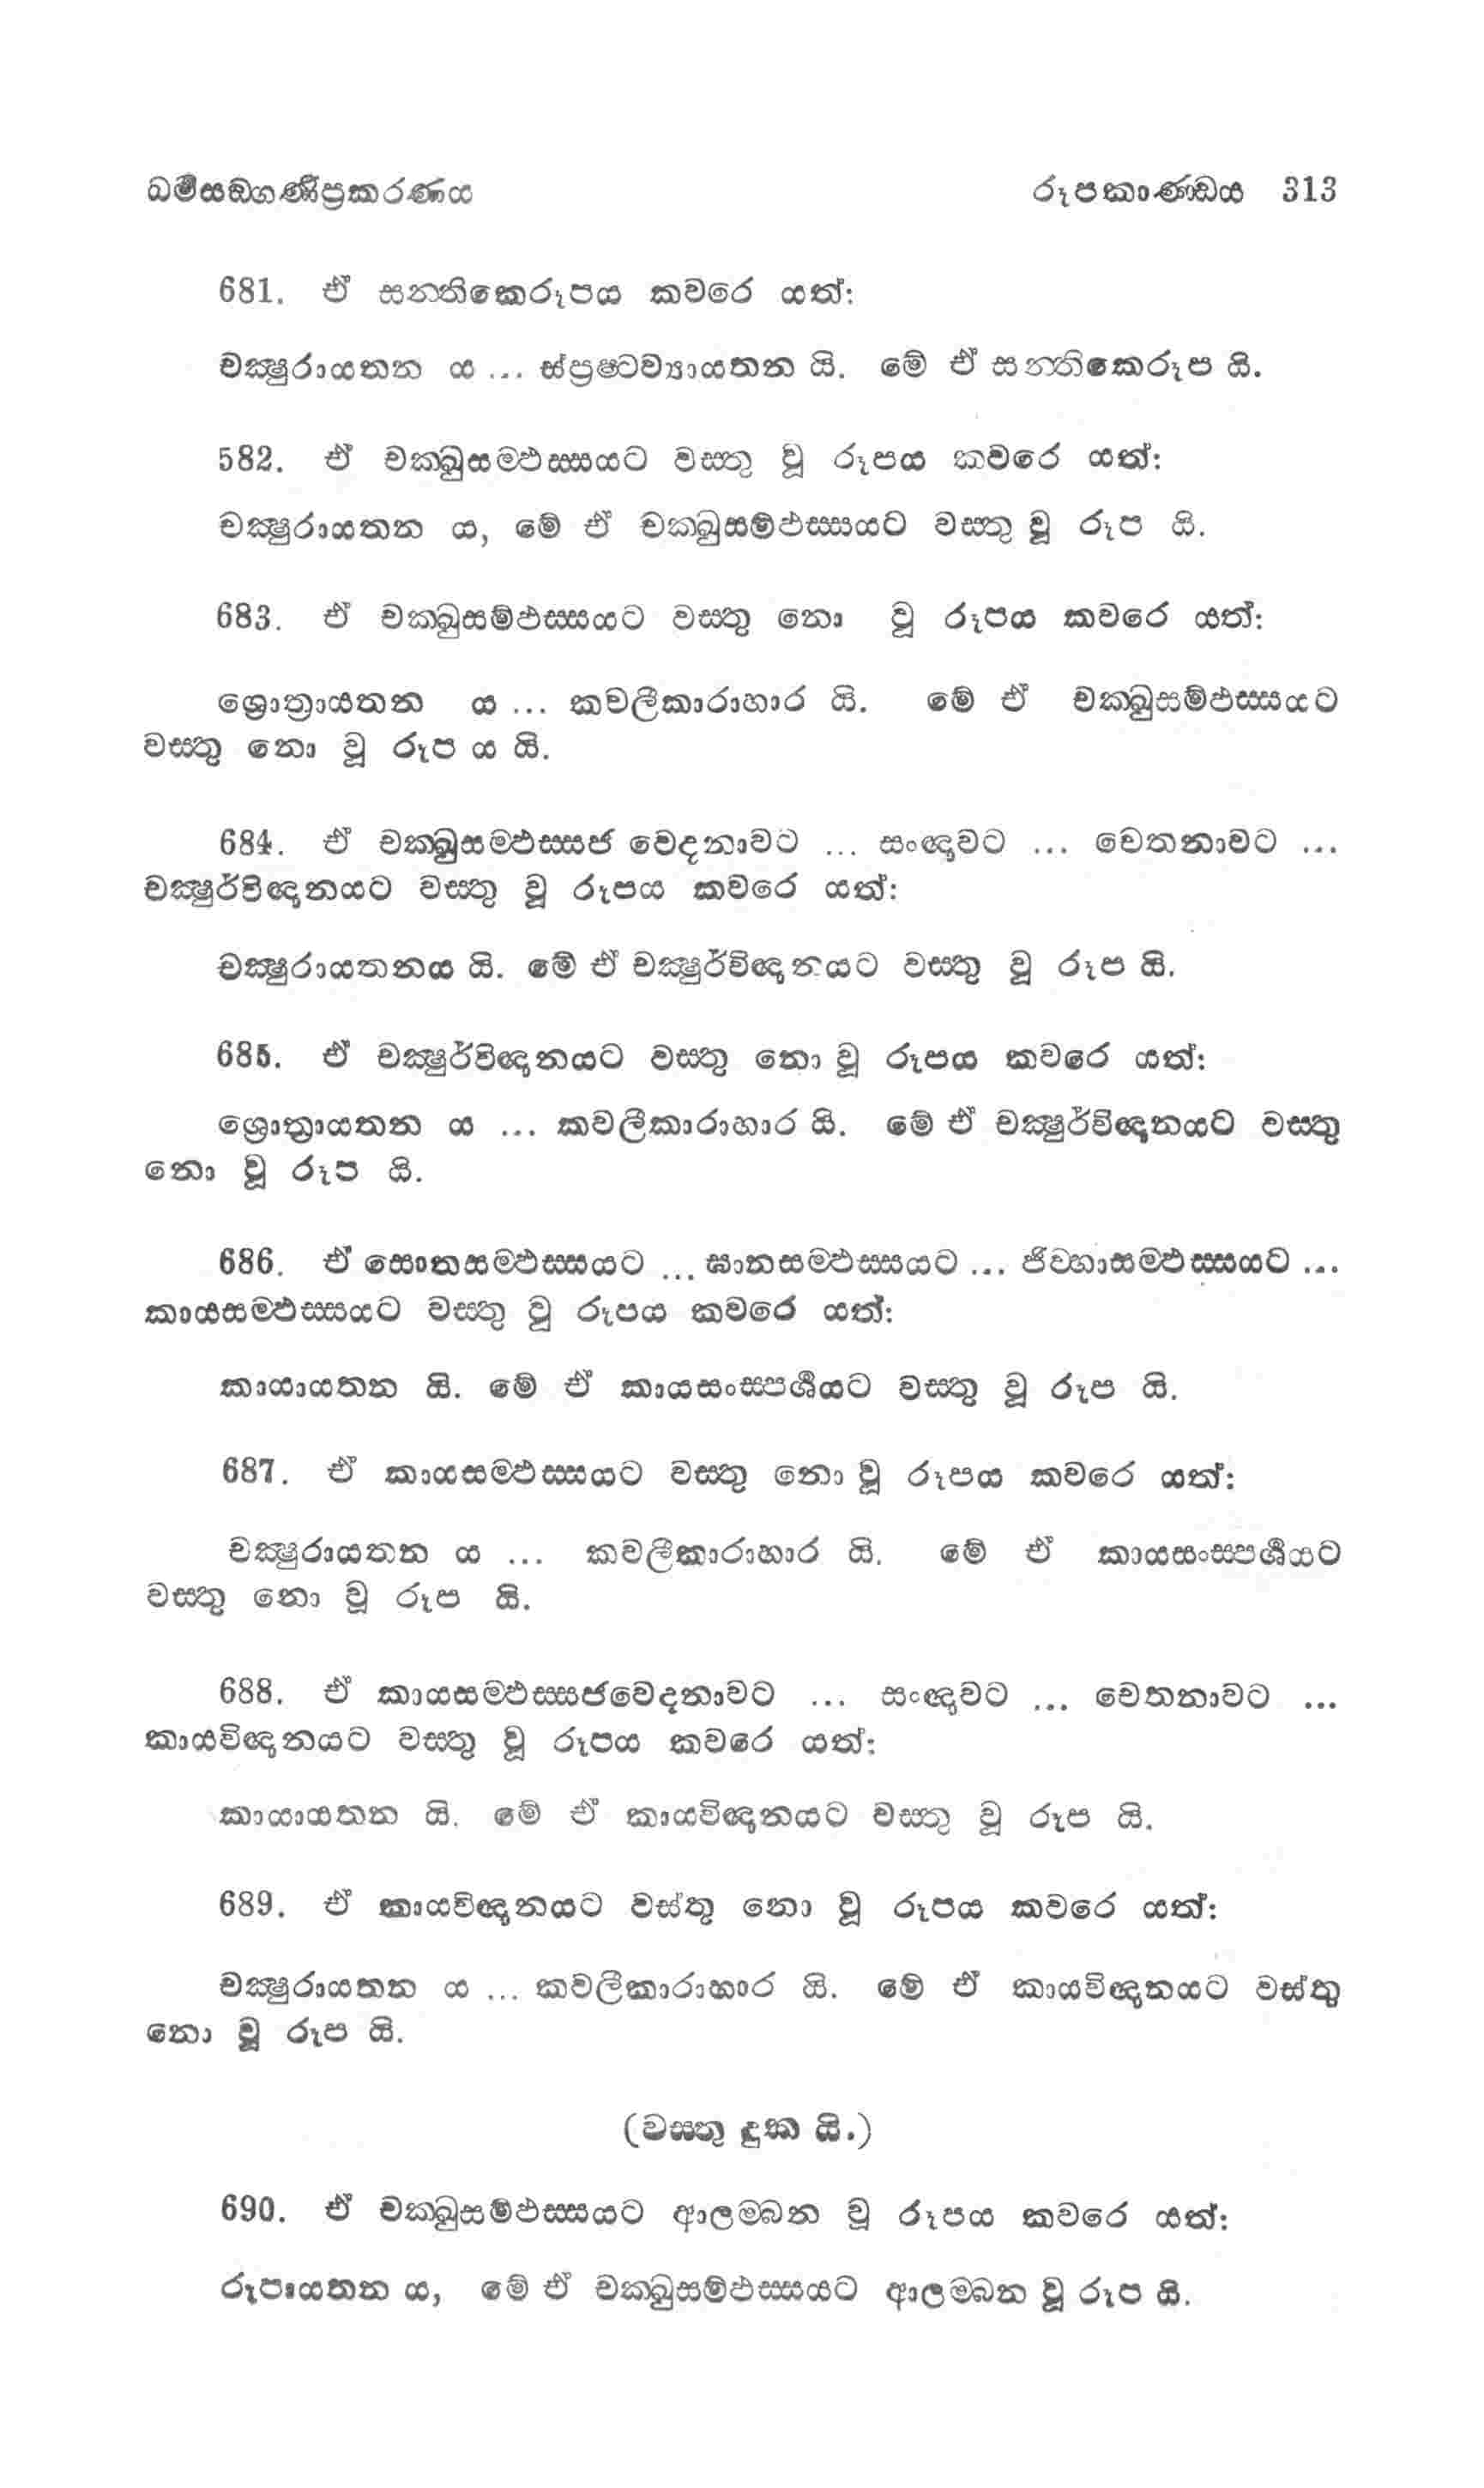 ධර්‍මසඞ්ගණිප්‍රකරණය රූපකාණ්ඩය 313
681. ඒ සන්තිකෙරූපය කවරෙ යත්:
චක්‍ෂුරායතන ය ... ස්ප්‍රෂ්ටව්‍යායතන යි. මේ ඒ සන්තිකෙරූප යි.
582. ඒ චක්ඛුසම්ඵස්සයට වස්තු වූ රූපය කවරෙ යත්:
චක්‍ෂුරායතන ය, මේ ඒ චක්ඛුසම්ඵස්සයට වස්තු වූ රූප යි.
683. ඒ චක්ඛුසම්ඵස්සයට වස්තු නො වූ රූපය කවරෙ යත්:
ශ්‍රොත්‍රායතන ය ... කවලීකාරාහාර යි. මේ ඒ චක්ඛුසම්ඵස්සයට
වස්තු නො වූ රූප ය යි.
684. ඒ චක්ඛුසම්ඵස්සජ වෙදනාවට ... සංඥාවට ... චෙතනාවට ...
චක්‍ෂුර්විඥානයට වස්තු වූ රූපය කවරෙ යත්:
චක්‍ෂුරායතනය යි. මේ ඒ චක්‍ෂුර්විඥානයට වස්තු වූ රූප යි.
685. ඒ චක්‍ෂුර්විඥානයට වස්තු නො වූ රූපය කවරෙ යත්:
ශ්‍රොත්‍රායතන ය ... කවලීකාරාහාර යි. මේ ඒ චක්‍ෂුර්විඥානයට වස්තු
නො වූ රූප යි.
686. ඒ සොතසම්ඵස්සයට ... ඝානසම්ඵස්සයට ... ජිව්හාසම්ඵස්සයට ...
කායසම්ඵස්සයට වස්තු වූ රූපය කවරෙ යත්:
කායායතන යි. මේ ඒ කායසංස්පර්‍ශයට වස්තු වූ රූප යි.
687. ඒ කායසම්ඵස්සයට වස්තු නො වූ රූපය කවරෙ යත්:
චක්‍ෂුරායතන ය ... කවලීකාරාහාර යි. මේ ඒ කායසංස්පර්‍ශයට
වස්තු නො වූ රූප යි.
688. ඒ කායසම්ඵස්සජවෙදනාවට ... සංඥාවට ... චෙතනාවට ...
කායවිඥානයට වස්තු වූ රූපය කවරෙ යත්:
කායායතන යි. මේ ඒ කායවිඥානයට වස්තු වූ රූප යි.
689. ඒ කායවිඥානයට වස්තු නො වූ රූපය කවරෙ යත්:
චක්‍ෂුරායතන ය ... කවලීකාරාහාර යි. මේ ඒ කායවිඥානයට වස්තු
නො වූ රූප යි.
(වස්තු දුක යි.)
690. ඒ චක්ඛුසම්ඵස්සයට ආලම්බන වූ රූපය කවරෙ යත්:
රූපායතන ය, මේ ඒ චක්ඛුසම්ඵස්සයට ආලම්බන වූ රූප යි.